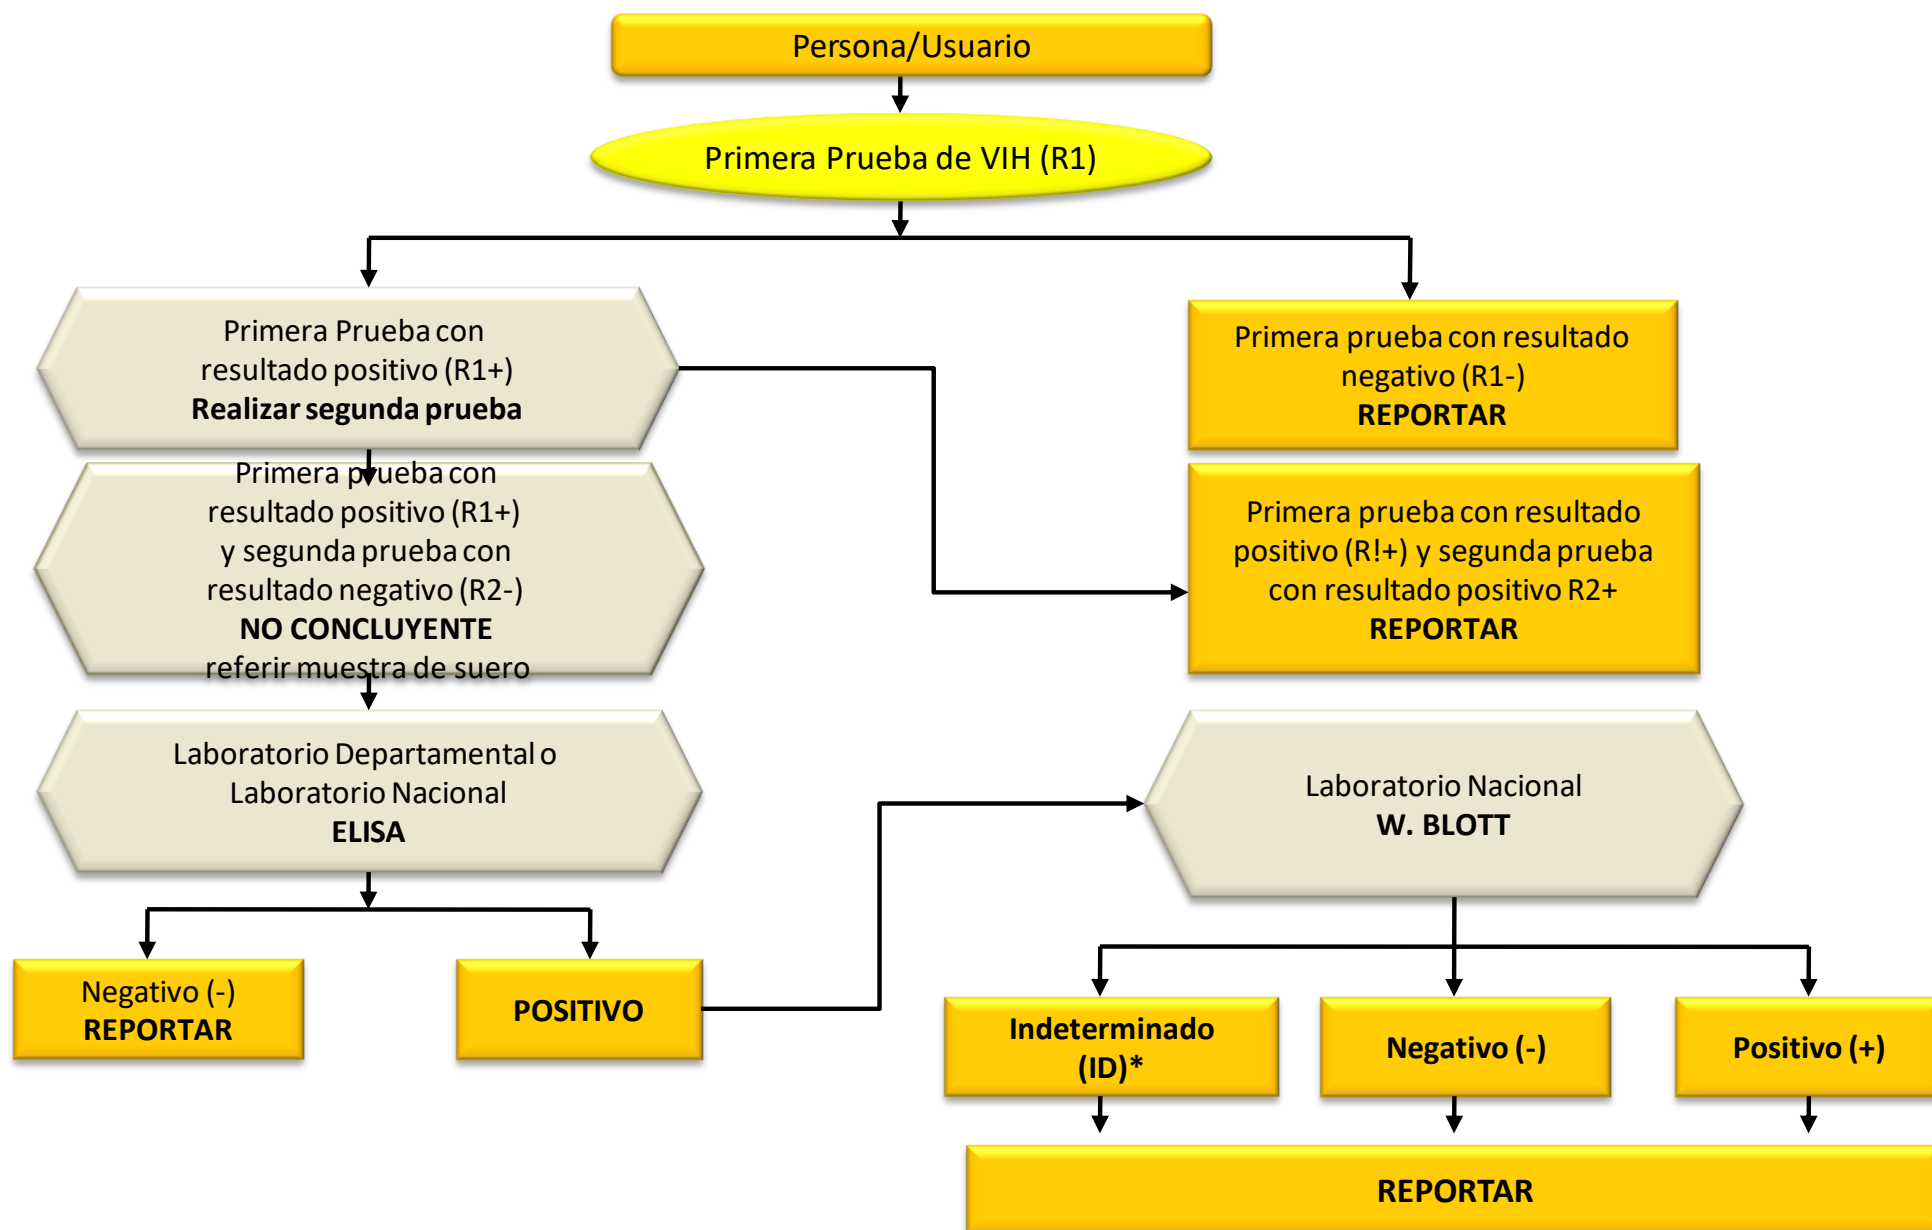 Persona/Usuario
Primera Prueba de VIH (R1)
Primera Prueba con
resultado positivo (R1+)
Realizar segunda prueba
Primera prueba con resultado
negativo (R1-)
REPORTAR
Primera prueba con
resultado positivo (R1+)
y segunda prueba con
resultado negativo (R2-)
NO CONCLUYENTE
referir muestra de suero
Primera prueba con resultado
positivo (R!+) y segunda prueba
con resultado positivo R2+
REPORTAR
Laboratorio Departamental o
Laboratorio Nacional
ELISA
Laboratorio Nacional
W. BLOTT
Negativo (-)
REPORTAR
POSITIVO
Indeterminado
(ID)*
Negativo (-)
Positivo (+)
REPORTAR